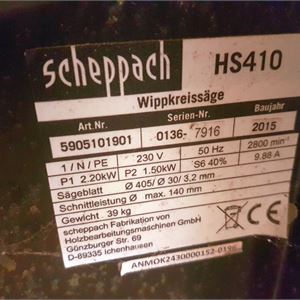 scheppach HS410
Wippkreissäge
Art.Nr. Serien-Nr. Baujahr
5905101901 0136- 7916 2015
1 / N / PE 230 V 50 Hz 2800 min⁻¹
P1 2.20kW P2 1.50kW S6 40% 9.88 A
Sägeblatt Ø 405/ Ø 30/ 3,2 mm
Schnittleistung Ø max. 140 mm
Gewicht: 39 kg
scheppach Fabrikation von
Holzbearbeitungsmaschinen GmbH
Günzburger Str. 69
D-89335 Ichenhausen
ANMOK2430000152-0196